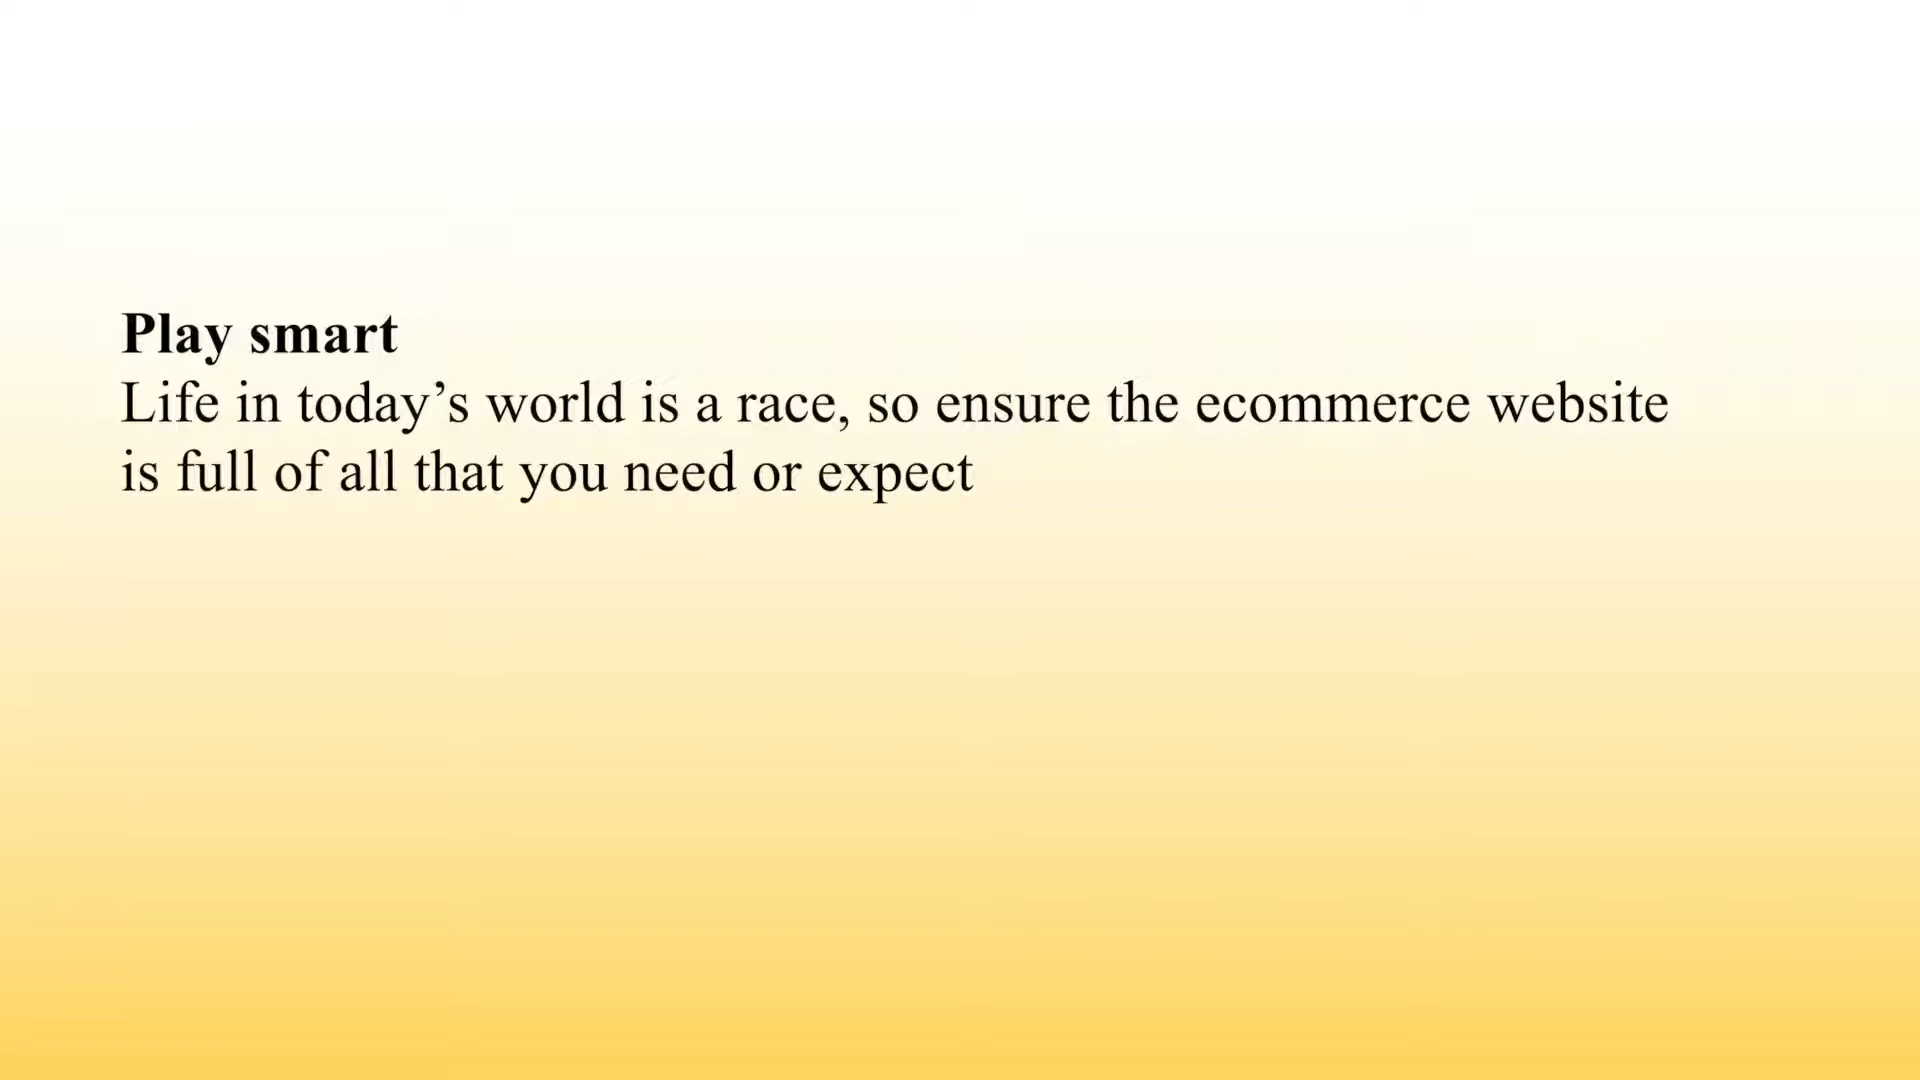 Play smart
Life in today’s world is a race, so ensure the ecommerce website
is full of all that you need or expect